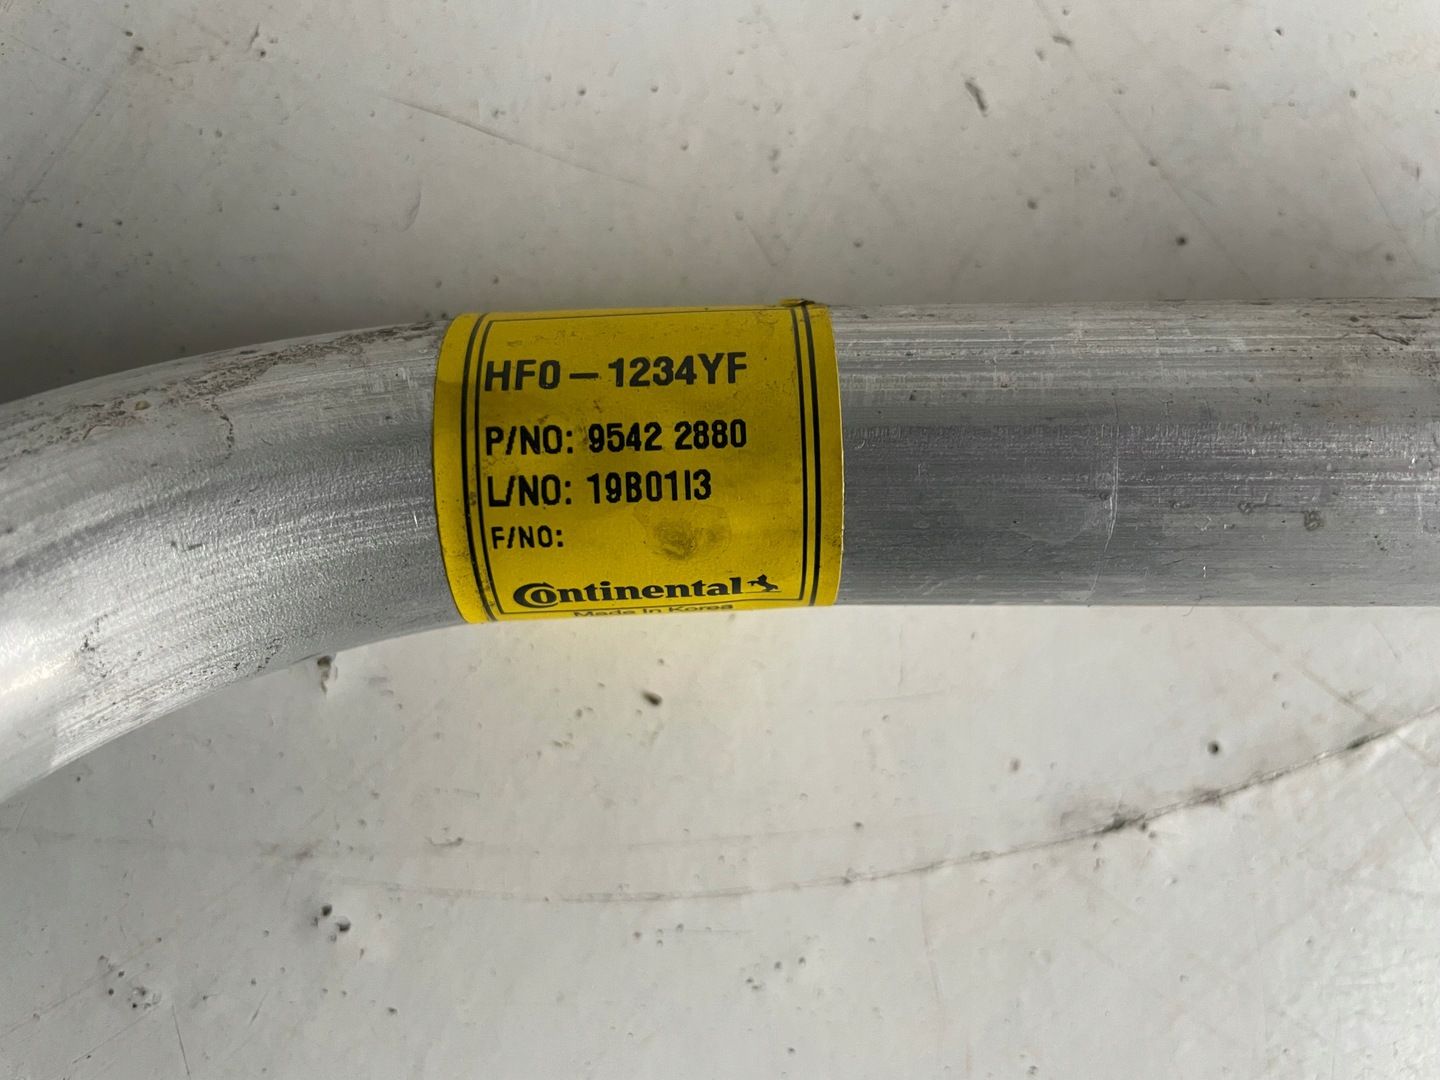 HFO-1234YF
P/NO: 9542 2880
L/NO: 19B01I3
F/NO:
Continental
Made In Korea